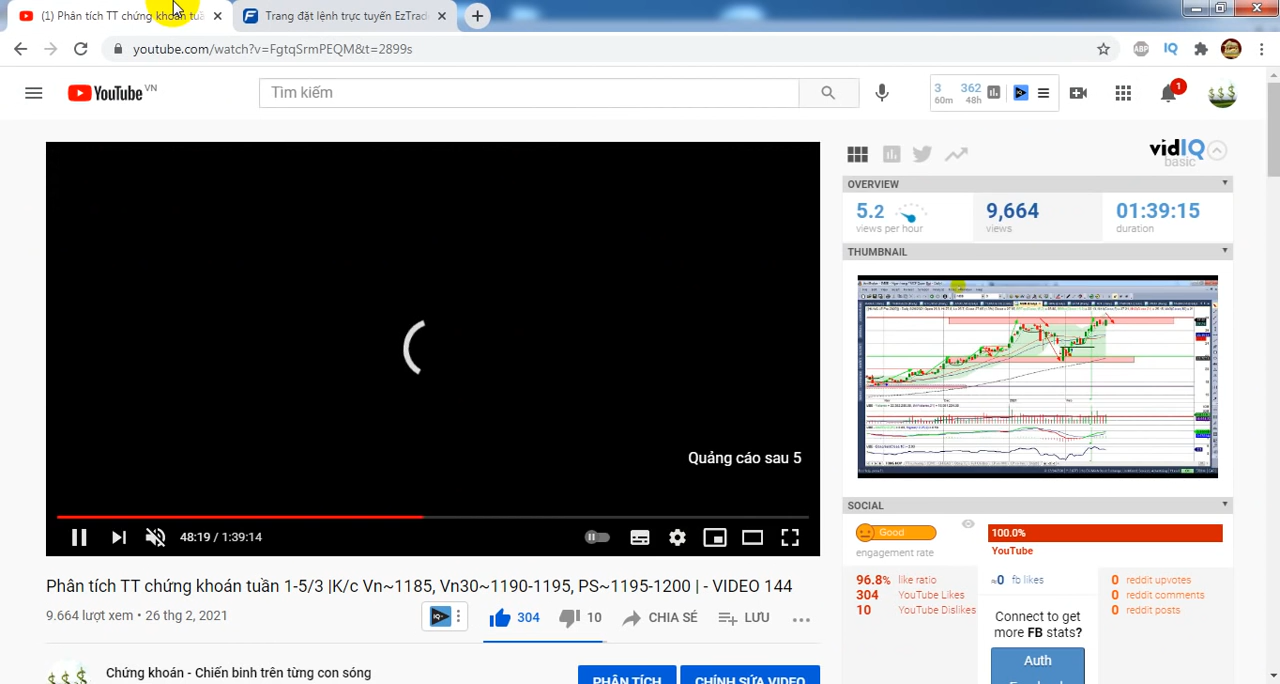 (1) Phân tích TT chứng khoán tuầ
Trang đặt lệnh trực tuyến EzTrad
youtube.com/watch?v=FgtqSrmPEQM&t=2899s
ABP
IQ
YouTube VN
Tìm kiếm
3 60m
362 48h
1
$$$
vidIQ
basic
OVERVIEW
5.2
views per hour
9,664
views
01:39:15
duration
THUMBNAIL
Quảng cáo sau 5
48:19 / 1:39:14
SOCIAL
Good
engagement rate
100.0%
YouTube
96.8% like ratio
304 YouTube Likes
10 YouTube Dislikes
≈0 fb likes
0 reddit upvotes
0 reddit comments
0 reddit posts
Connect to get
more FB stats?
Auth
Phân tích TT chứng khoán tuần 1-5/3 |K/c Vn~1185, Vn30~1190-1195, PS~1195-1200 | - VIDEO 144
9.664 lượt xem • 26 thg 2, 2021
304
10
CHIA SẺ
LƯU
Chứng khoán - Chiến binh trên từng con sóng
PHÂN TÍCH
CHỈNH SỬA VIDEO